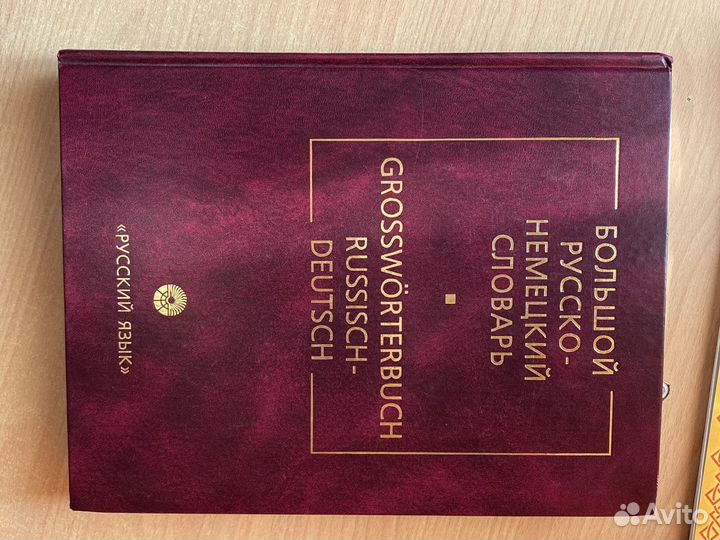 БОЛЬШОЙ
РУССКО-
НЕМЕЦКИЙ
СЛОВАРЬ
GROSSWÖRTERBUCH
RUSSISCH-
DEUTSCH
«РУССКИЙ ЯЗЫК»
Avito